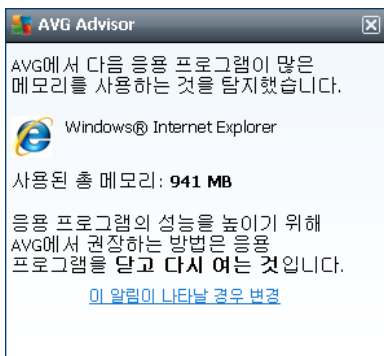 AVG Advisor
AVG에서 다음 응용 프로그램이 많은
메모리를 사용하는 것을 탐지했습니다.
Windows® Internet Explorer
사용된 총 메모리: 941 MB
응용 프로그램의 성능을 높이기 위해
AVG에서 권장하는 방법은 응용
프로그램을 닫고 다시 여는 것입니다.
이 알림이 나타날 경우 변경